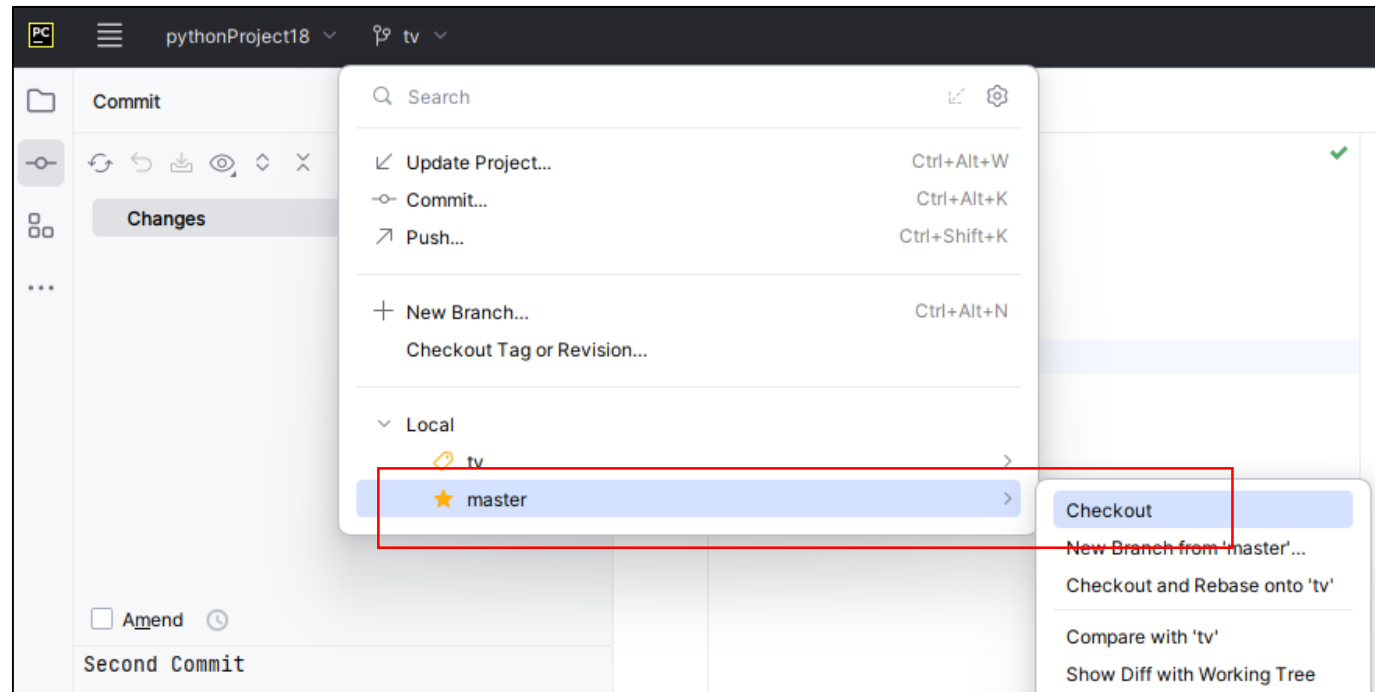 PC pythonProject18 tv
Commit
Search
Update Project... Ctrl+Alt+W
Commit... Ctrl+Alt+K
Changes
Push... Ctrl+Shift+K
New Branch... Ctrl+Alt+N
Checkout Tag or Revision...
Local
tv
master
Checkout
New Branch from 'master'...
Checkout and Rebase onto 'tv'
Amend
Compare with 'tv'
Second Commit
Show Diff with Working Tree